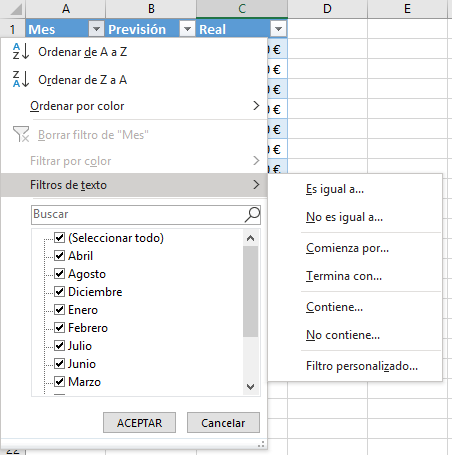 A B C D E
1 Mes Previsión Real
Ordenar de A a Z
Ordenar de Z a A
Ordenar por color
Borrar filtro de "Mes"
Filtrar por color
Filtros de texto
Buscar
(Seleccionar todo)
Abril
Agosto
Diciembre
Enero
Febrero
Julio
Junio
Marzo
ACEPTAR Cancelar
Es igual a...
No es igual a...
Comienza por...
Termina con...
Contiene...
No contiene...
Filtro personalizado...